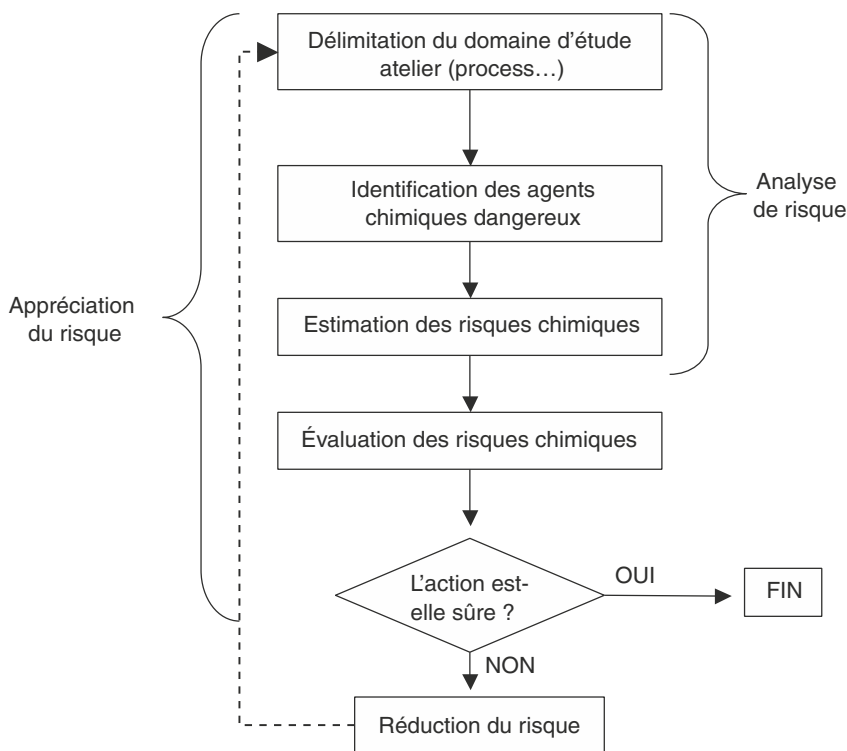 Délimitation du domaine d'étude
atelier (process…)
Identification des agents
chimiques dangereux
Analyse
de risque
Appréciation
du risque
Estimation des risques chimiques
Évaluation des risques chimiques
L'action est-
elle sûre ?
OUI
FIN
NON
Réduction du risque